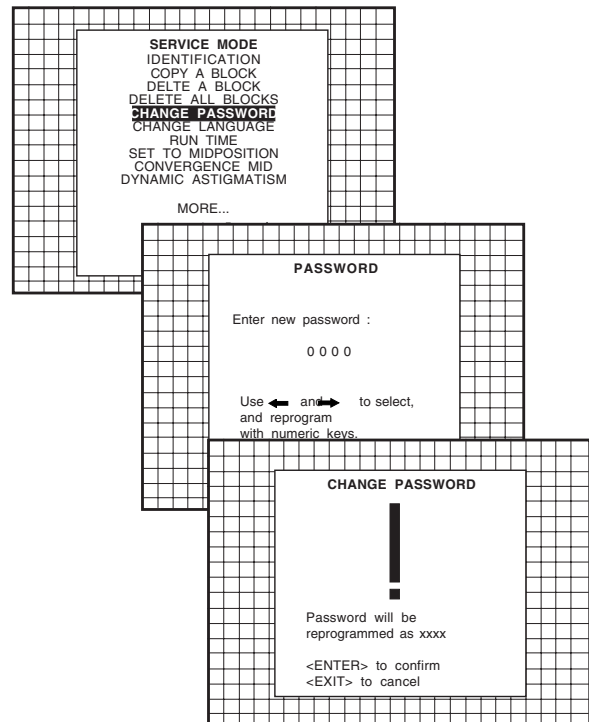 SERVICE MODE
IDENTIFICATION
COPY A BLOCK
DELTE A BLOCK
DELETE ALL BLOCKS
CHANGE PASSWORD
CHANGE LANGUAGE
RUN TIME
SET TO MIDPOSITION
CONVERGENCE MID
DYNAMIC ASTIGMATISM
MORE...
PASSWORD
Enter new password :
0 0 0 0
Use ← and → to select,
and reprogram
with numeric keys.
CHANGE PASSWORD
!
Password will be
reprogrammed as xxxx
<ENTER> to confirm
<EXIT> to cancel